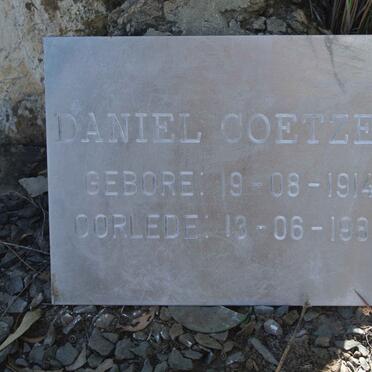 DANIEL COETZE
GEBORE: 19-08-1914
OORLEDE: 13-06-198